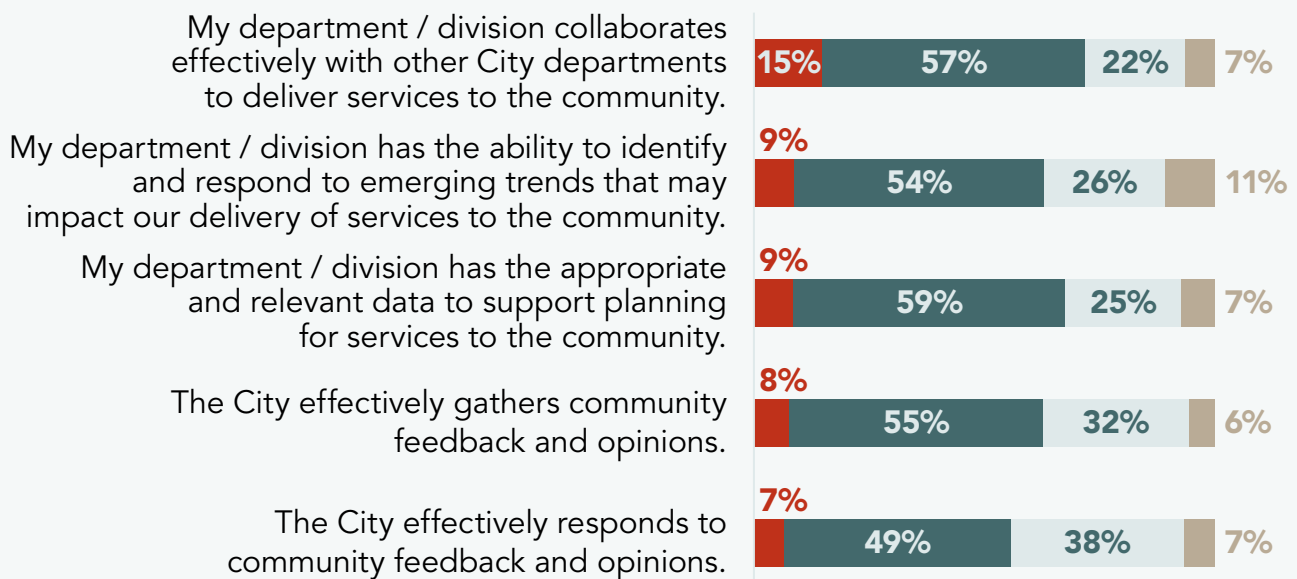 My department / division collaborates
effectively with other City departments
to deliver services to the community.
15% 57% 22% 7%
My department / division has the ability to identify
and respond to emerging trends that may
impact our delivery of services to the community.
9%
54% 26% 11%
My department / division has the appropriate
and relevant data to support planning
for services to the community.
9%
59% 25% 7%
The City effectively gathers community
feedback and opinions.
8%
55% 32% 6%
The City effectively responds to
community feedback and opinions.
7%
49% 38% 7%